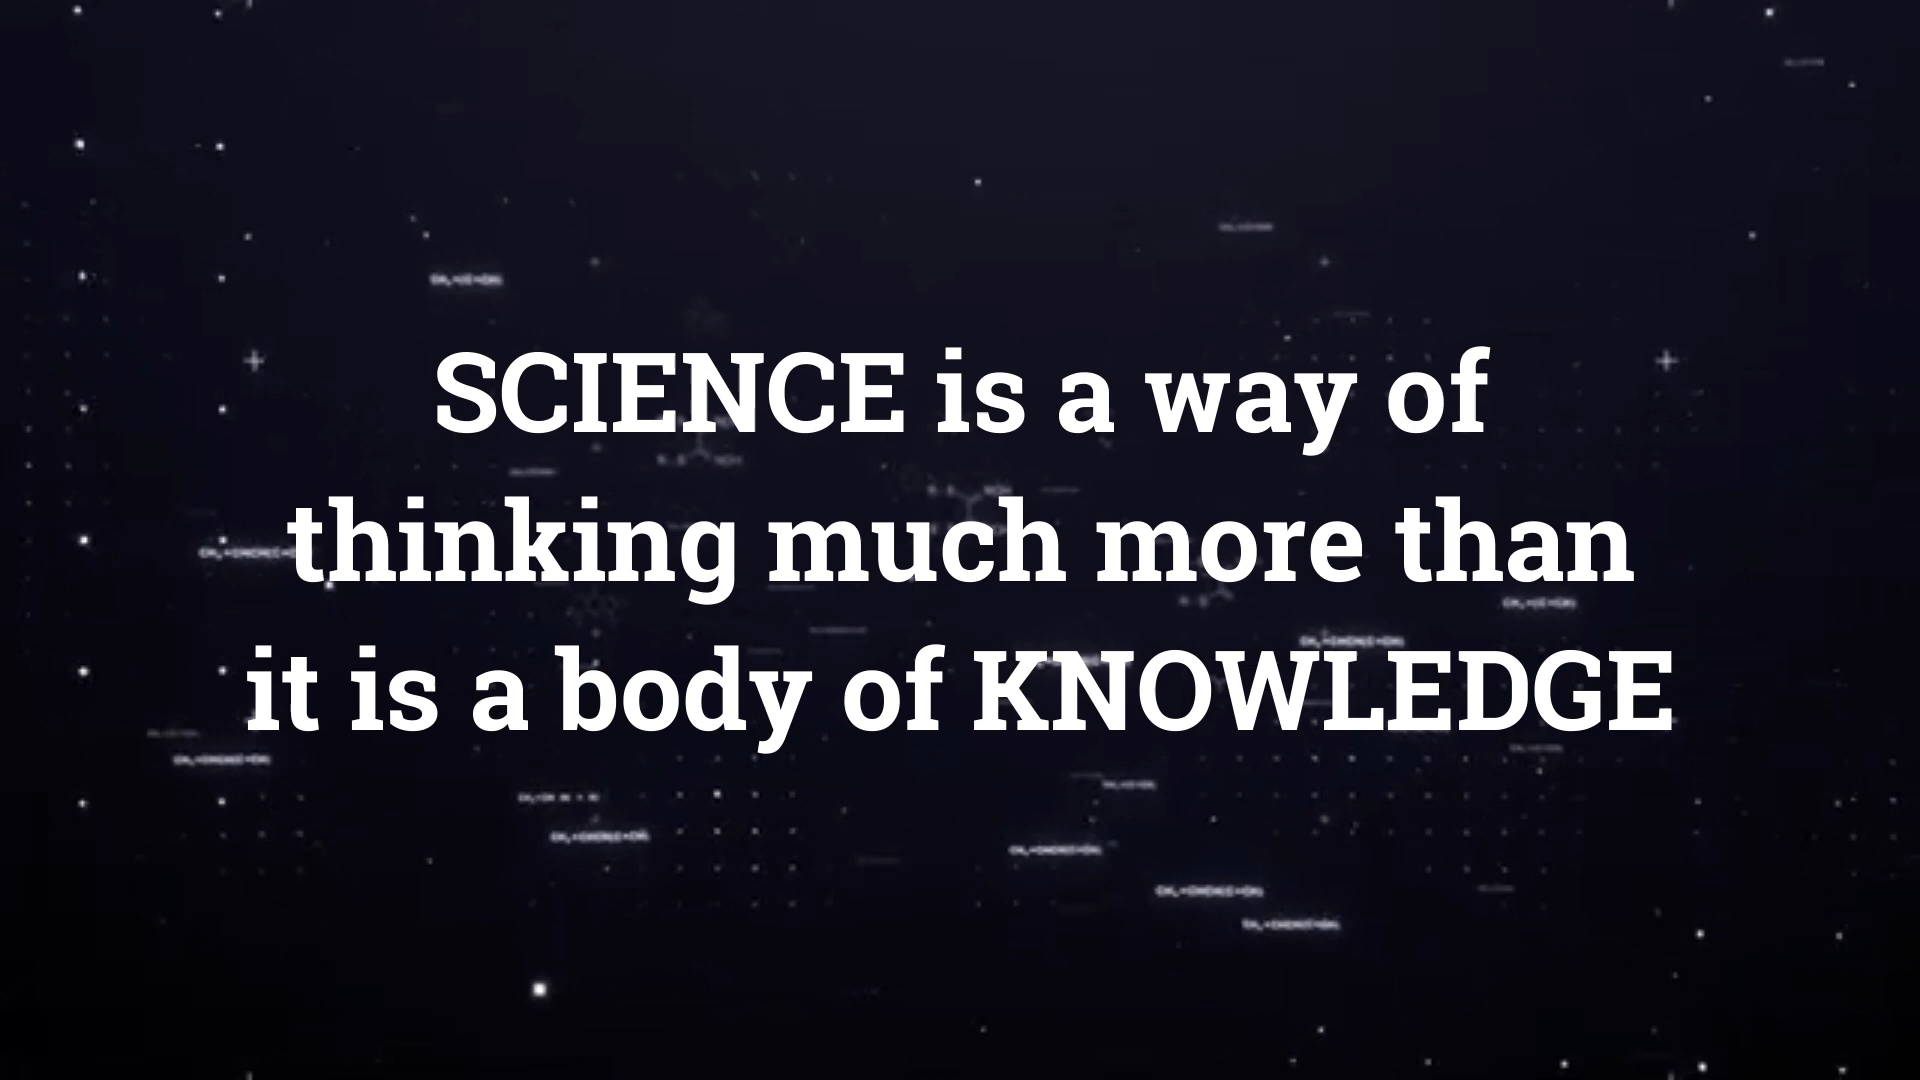 SCIENCE is a way of
thinking much more than
it is a body of KNOWLEDGE